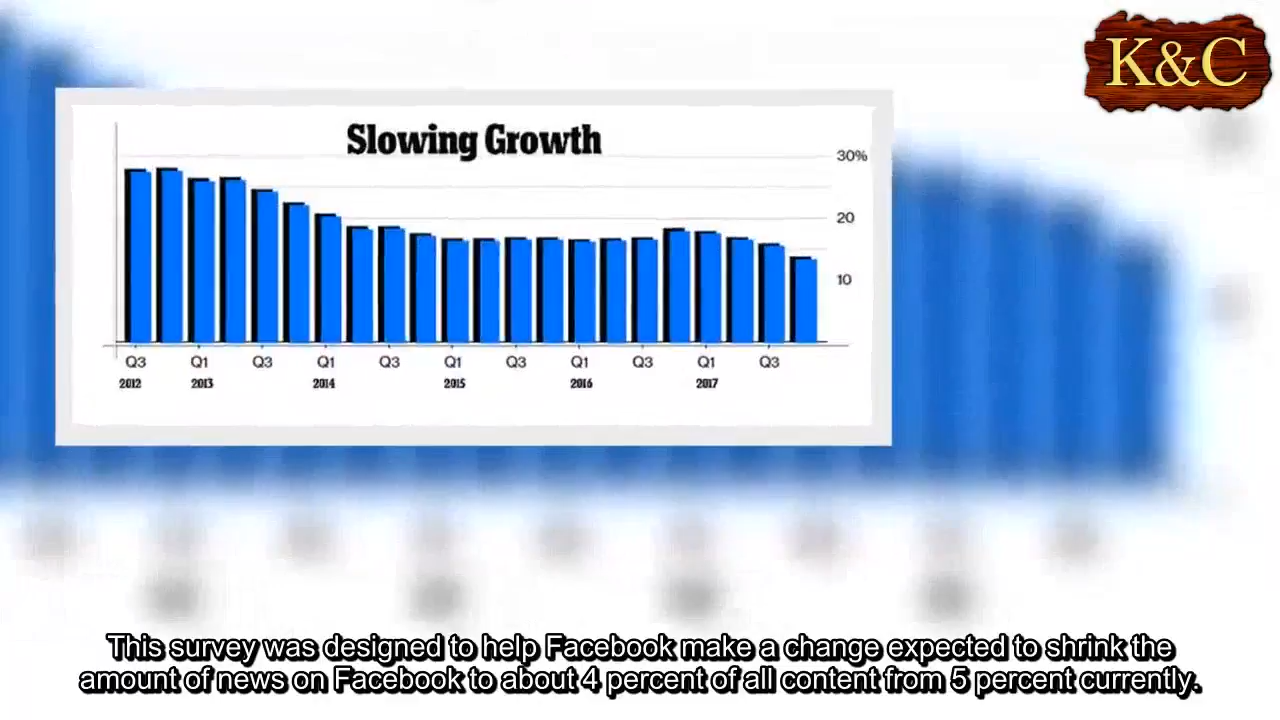 K&C
Slowing Growth
30%
20
10
Q3 Q1 Q3 Q1 Q3 Q1 Q3 Q1 Q3 Q1 Q3
2012 2013 2014 2015 2016 2017
This survey was designed to help Facebook make a change expected to shrink the
amount of news on Facebook to about 4 percent of all content from 5 percent currently.